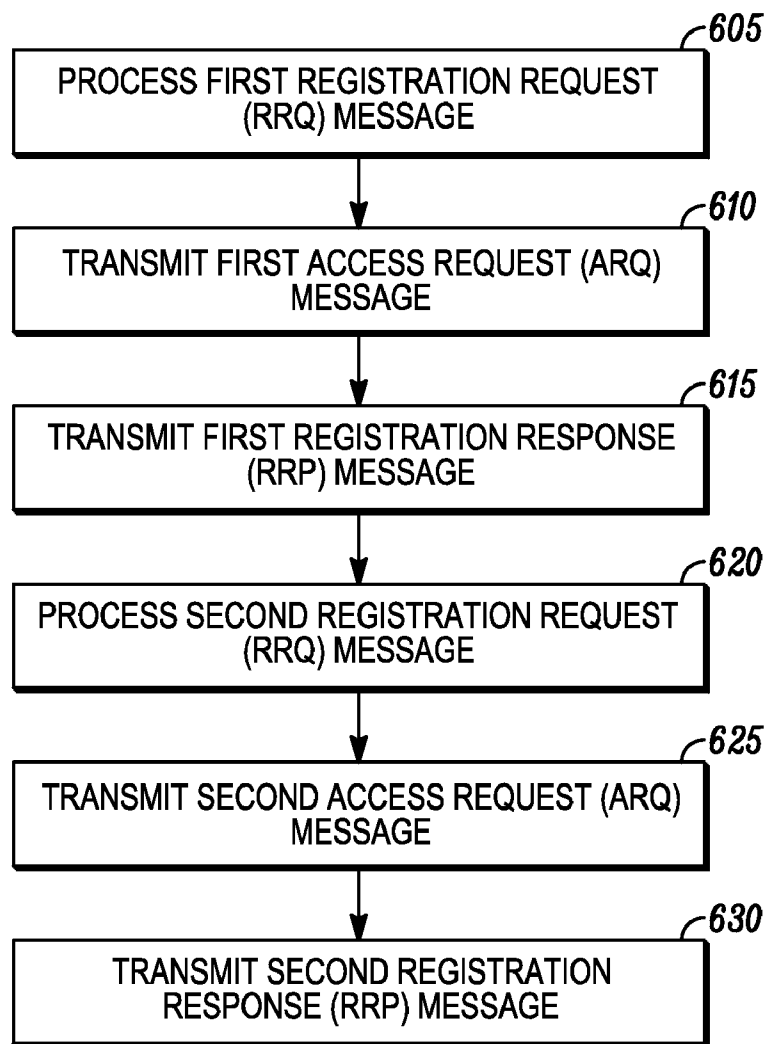 605
PROCESS FIRST REGISTRATION REQUEST
(RRQ) MESSAGE
610
TRANSMIT FIRST ACCESS REQUEST (ARQ)
MESSAGE
615
TRANSMIT FIRST REGISTRATION RESPONSE
(RRP) MESSAGE
620
PROCESS SECOND REGISTRATION REQUEST
(RRQ) MESSAGE
625
TRANSMIT SECOND ACCESS REQUEST (ARQ)
MESSAGE
630
TRANSMIT SECOND REGISTRATION
RESPONSE (RRP) MESSAGE